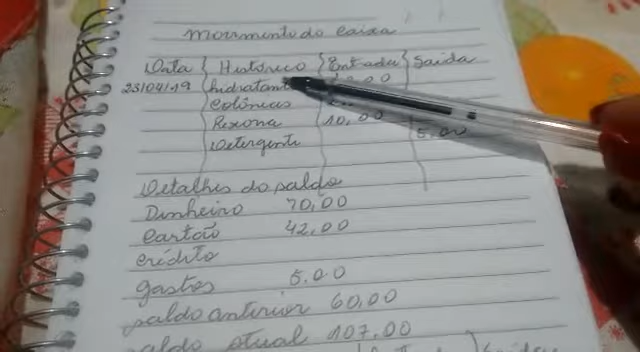 movimento do caixa
Data Histórico Entrada Saída
23/04/19 hidratante
Colônias
Rexona 10,00
Detergente 5,00
Detalhes do saldo
Dinheiro 70,00
cartão 42,00
crédito
gastos 5,00
saldo anterior 60,00
saldo atual 107,00